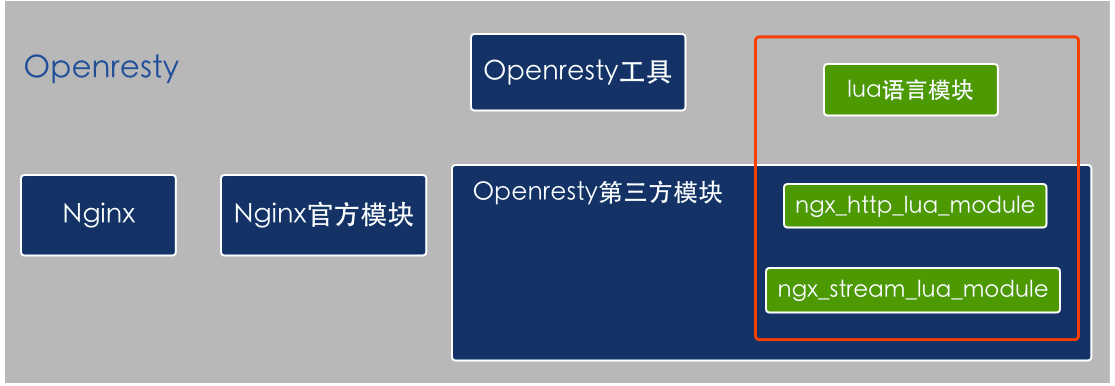 Openresty
Openresty工具
lua语言模块
Nginx
Nginx官方模块
Openresty第三方模块
ngx_http_lua_module
ngx_stream_lua_module